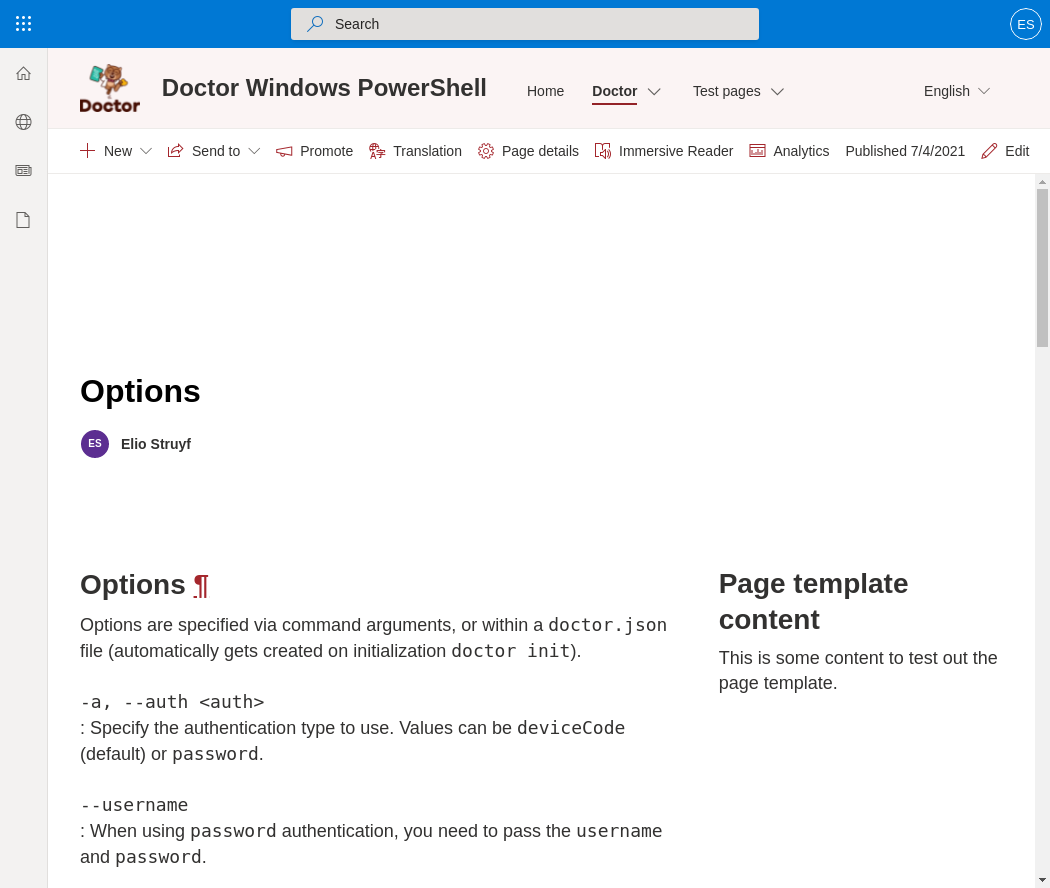 Search
ES
Doctor
Doctor Windows PowerShell
Home
Doctor
Test pages
English
New
Send to
Promote
Translation
Page details
Immersive Reader
Analytics
Published 7/4/2021
Edit
Options
ES
Elio Struyf
Options ¶
Options are specified via command arguments, or within a doctor.json
file (automatically gets created on initialization doctor init).
-a, --auth <auth>
: Specify the authentication type to use. Values can be deviceCode
(default) or password.
--username
: When using password authentication, you need to pass the username
and password.
Page template
content
This is some content to test out the
page template.